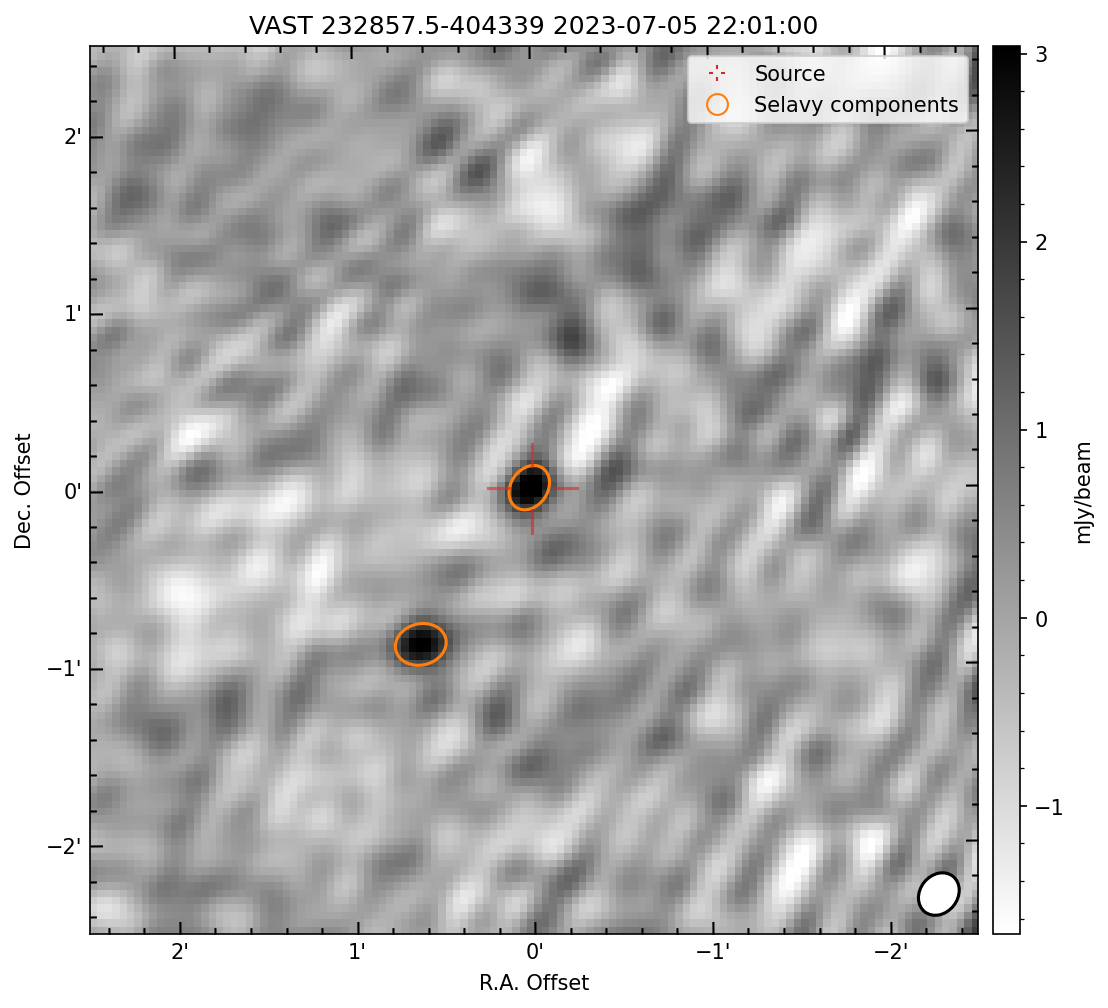 VAST 232857.5-404339 2023-07-05 22:01:00
Source
Selavy components
2'
1'
0'
−1'
−2'
Dec. Offset
2'
1'
0'
−1'
−2'
R.A. Offset
3
2
1
0
−1
mJy/beam